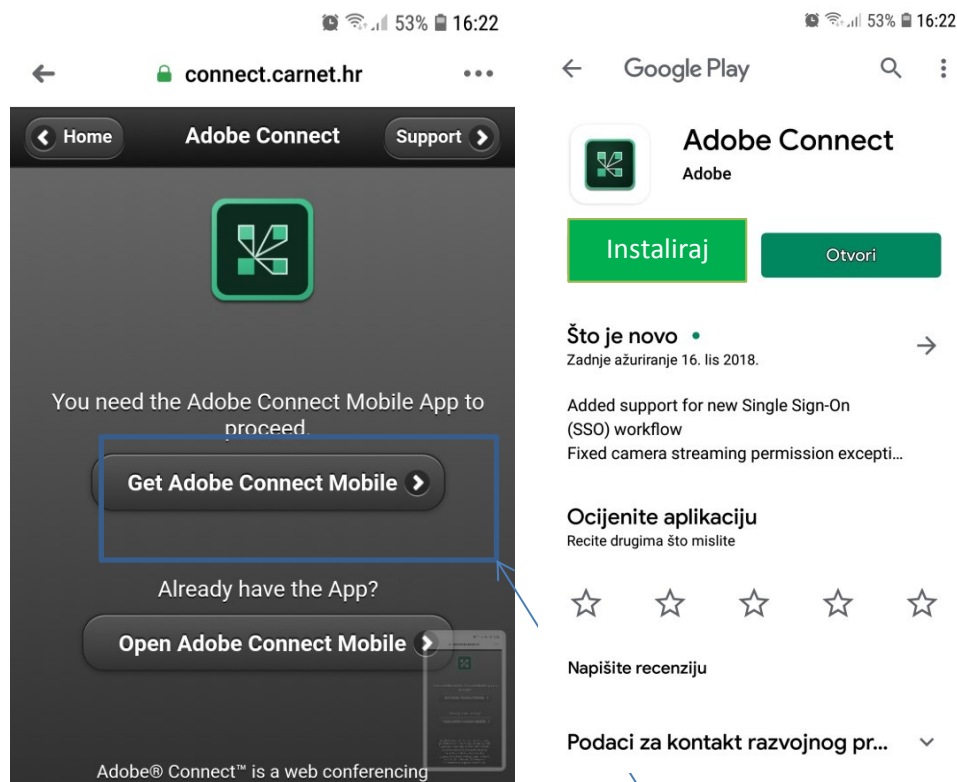 53% 16:22
connect.carnet.hr
Home Adobe Connect Support
You need the Adobe Connect Mobile App to
proceed.
Get Adobe Connect Mobile
Already have the App?
Open Adobe Connect Mobile
Adobe® Connect™ is a web conferencing
53% 16:22
Google Play
Adobe Connect
Adobe
Instaliraj Otvori
Što je novo •
Zadnje ažuriranje 16. lis 2018.
Added support for new Single Sign-On
(SSO) workflow
Fixed camera streaming permission excepti...
Ocijenite aplikaciju
Recite drugima što mislite
Napišite recenziju
Podaci za kontakt razvojnog pr...